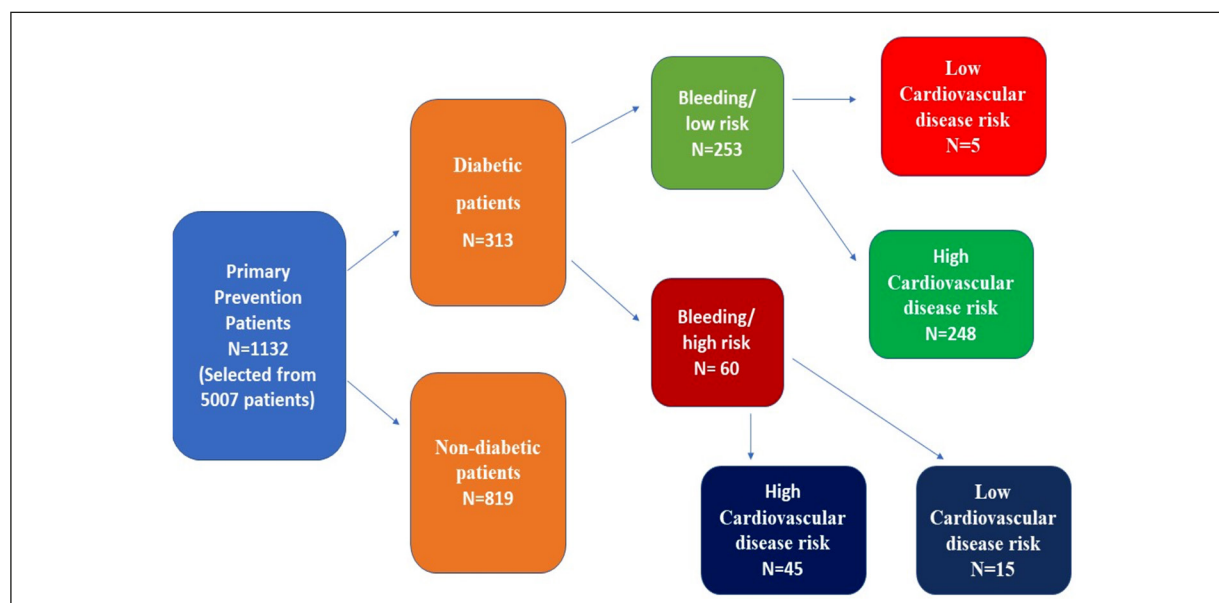 Primary
Prevention
Patients
N=1132
(Selected from
5007 patients)
Diabetic
patients
N=313
Non-diabetic
patients
N=819
Bleeding/
low risk
N=253
Bleeding/
high risk
N= 60
Low
Cardiovascular
disease risk
N=5
High
Cardiovascular
disease risk
N=248
High
Cardiovascular
disease risk
N=45
Low
Cardiovascular
disease risk
N=15